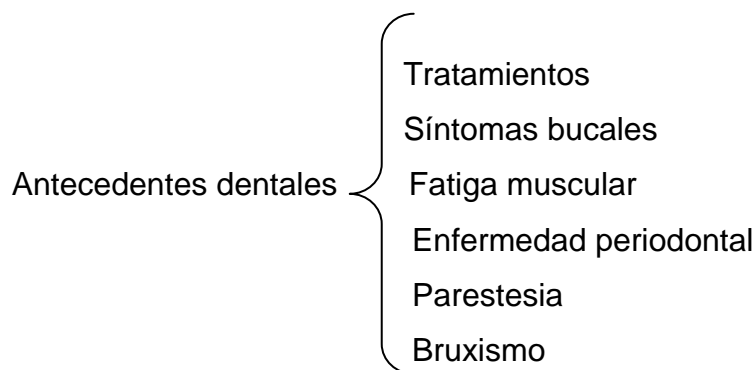 Tratamientos
Síntomas bucales
Antecedentes dentales
Fatiga muscular
Enfermedad periodontal
Parestesia
Bruxismo